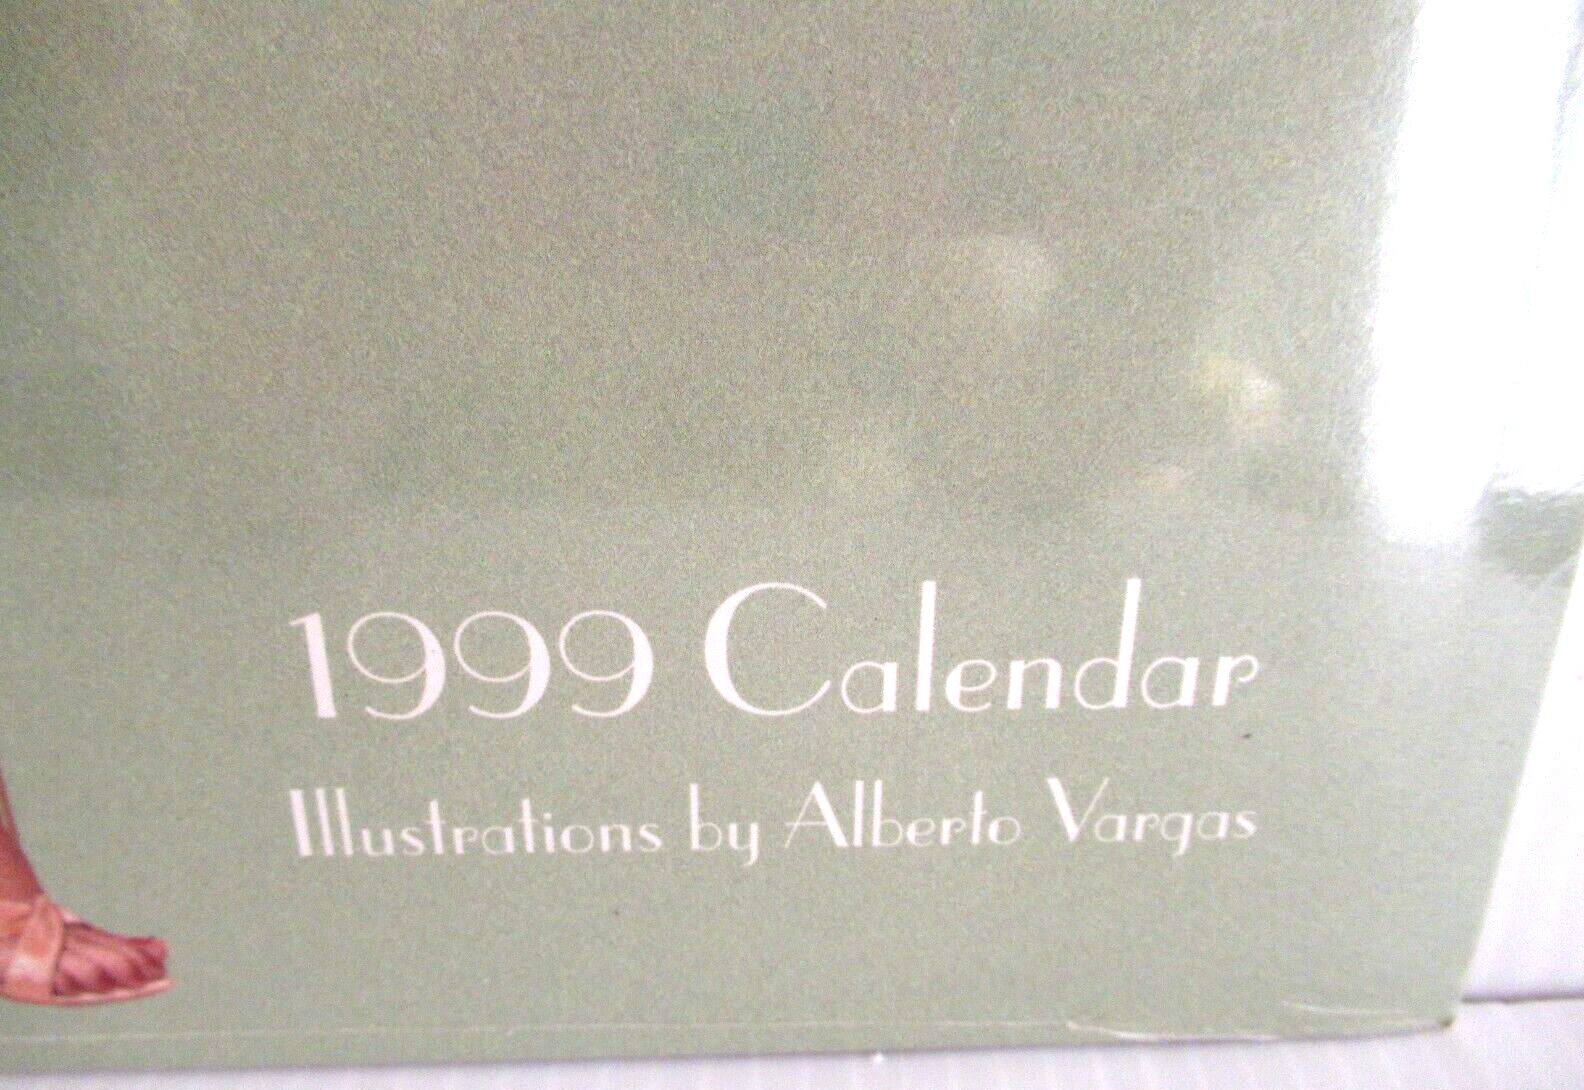 1999 Calendar
Illustrations by Alberto Vargas